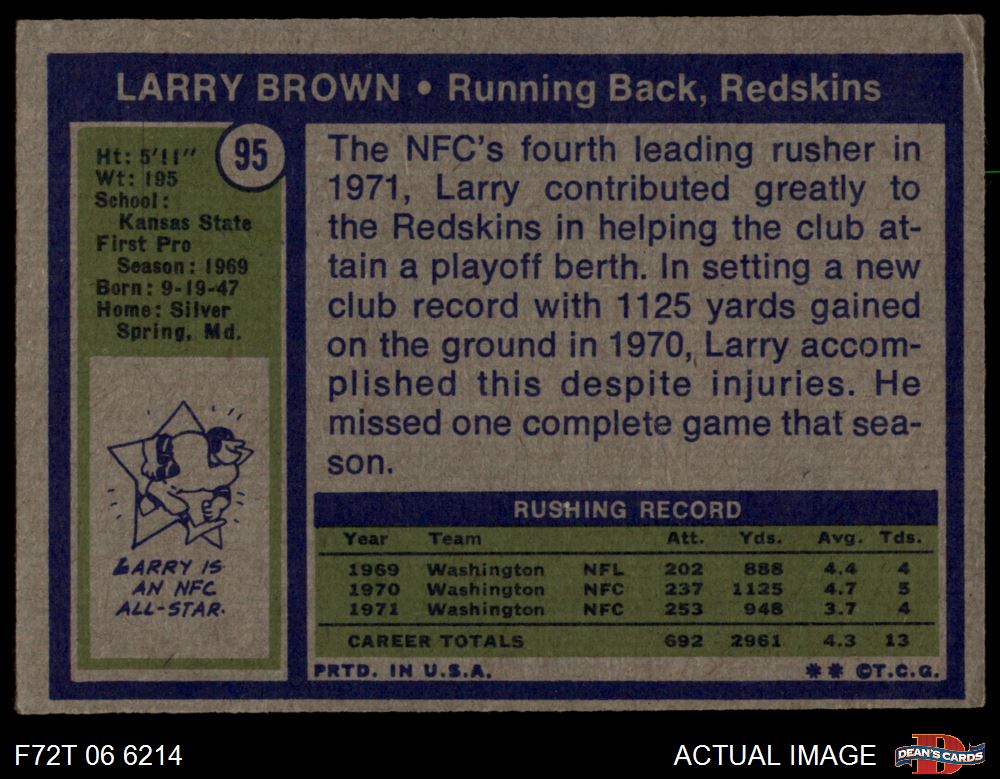 LARRY BROWN • Running Back, Redskins
95
Ht: 5'11"
Wt: 195
School:
Kansas State
First Pro
Season: 1969
Born: 9-19-47
Home: Silver
Spring, Md.
LARRY IS
AN NFC
ALL-STAR.
The NFC's fourth leading rusher in
1971, Larry contributed greatly to
the Redskins in helping the club at-
tain a playoff berth. In setting a new
club record with 1125 yards gained
on the ground in 1970, Larry accom-
plished this despite injuries. He
missed one complete game that sea-
son.
RUSHING RECORD
Year Team Att. Yds. Avg. Tds.
1969 Washington NFL 202 888 4.4 4
1970 Washington NFC 237 1125 4.7 5
1971 Washington NFC 253 948 3.7 4
CAREER TOTALS 692 2961 4.3 13
PRTD. IN U.S.A. ** ©T.C.G.
F72T 06 6214 ACTUAL IMAGE D DEAN'S CARDS